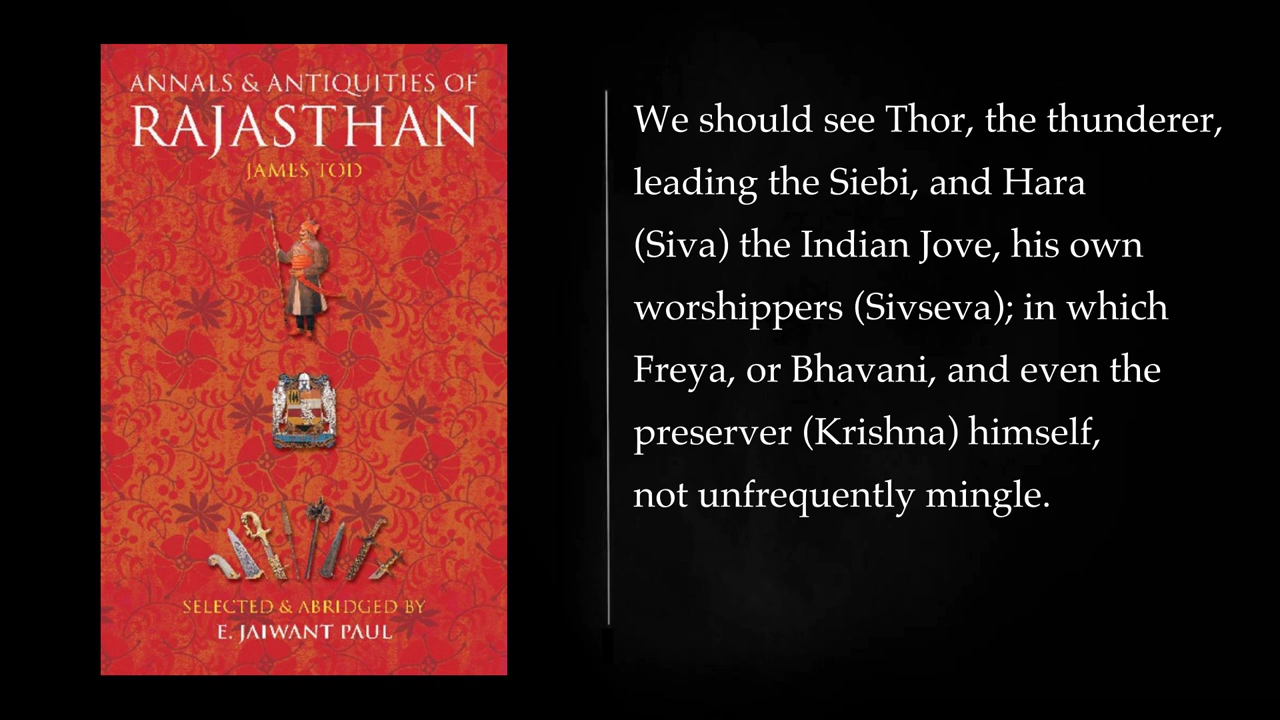 ANNALS & ANTIQUITIES OF
RAJASTHAN
JAMES TOD
SELECTED & ABRIDGED BY
E. JAIWANT PAUL
We should see Thor, the thunderer,
leading the Siebi, and Hara
(Siva) the Indian Jove, his own
worshippers (Sivseva); in which
Freya, or Bhavani, and even the
preserver (Krishna) himself,
not unfrequently mingle.